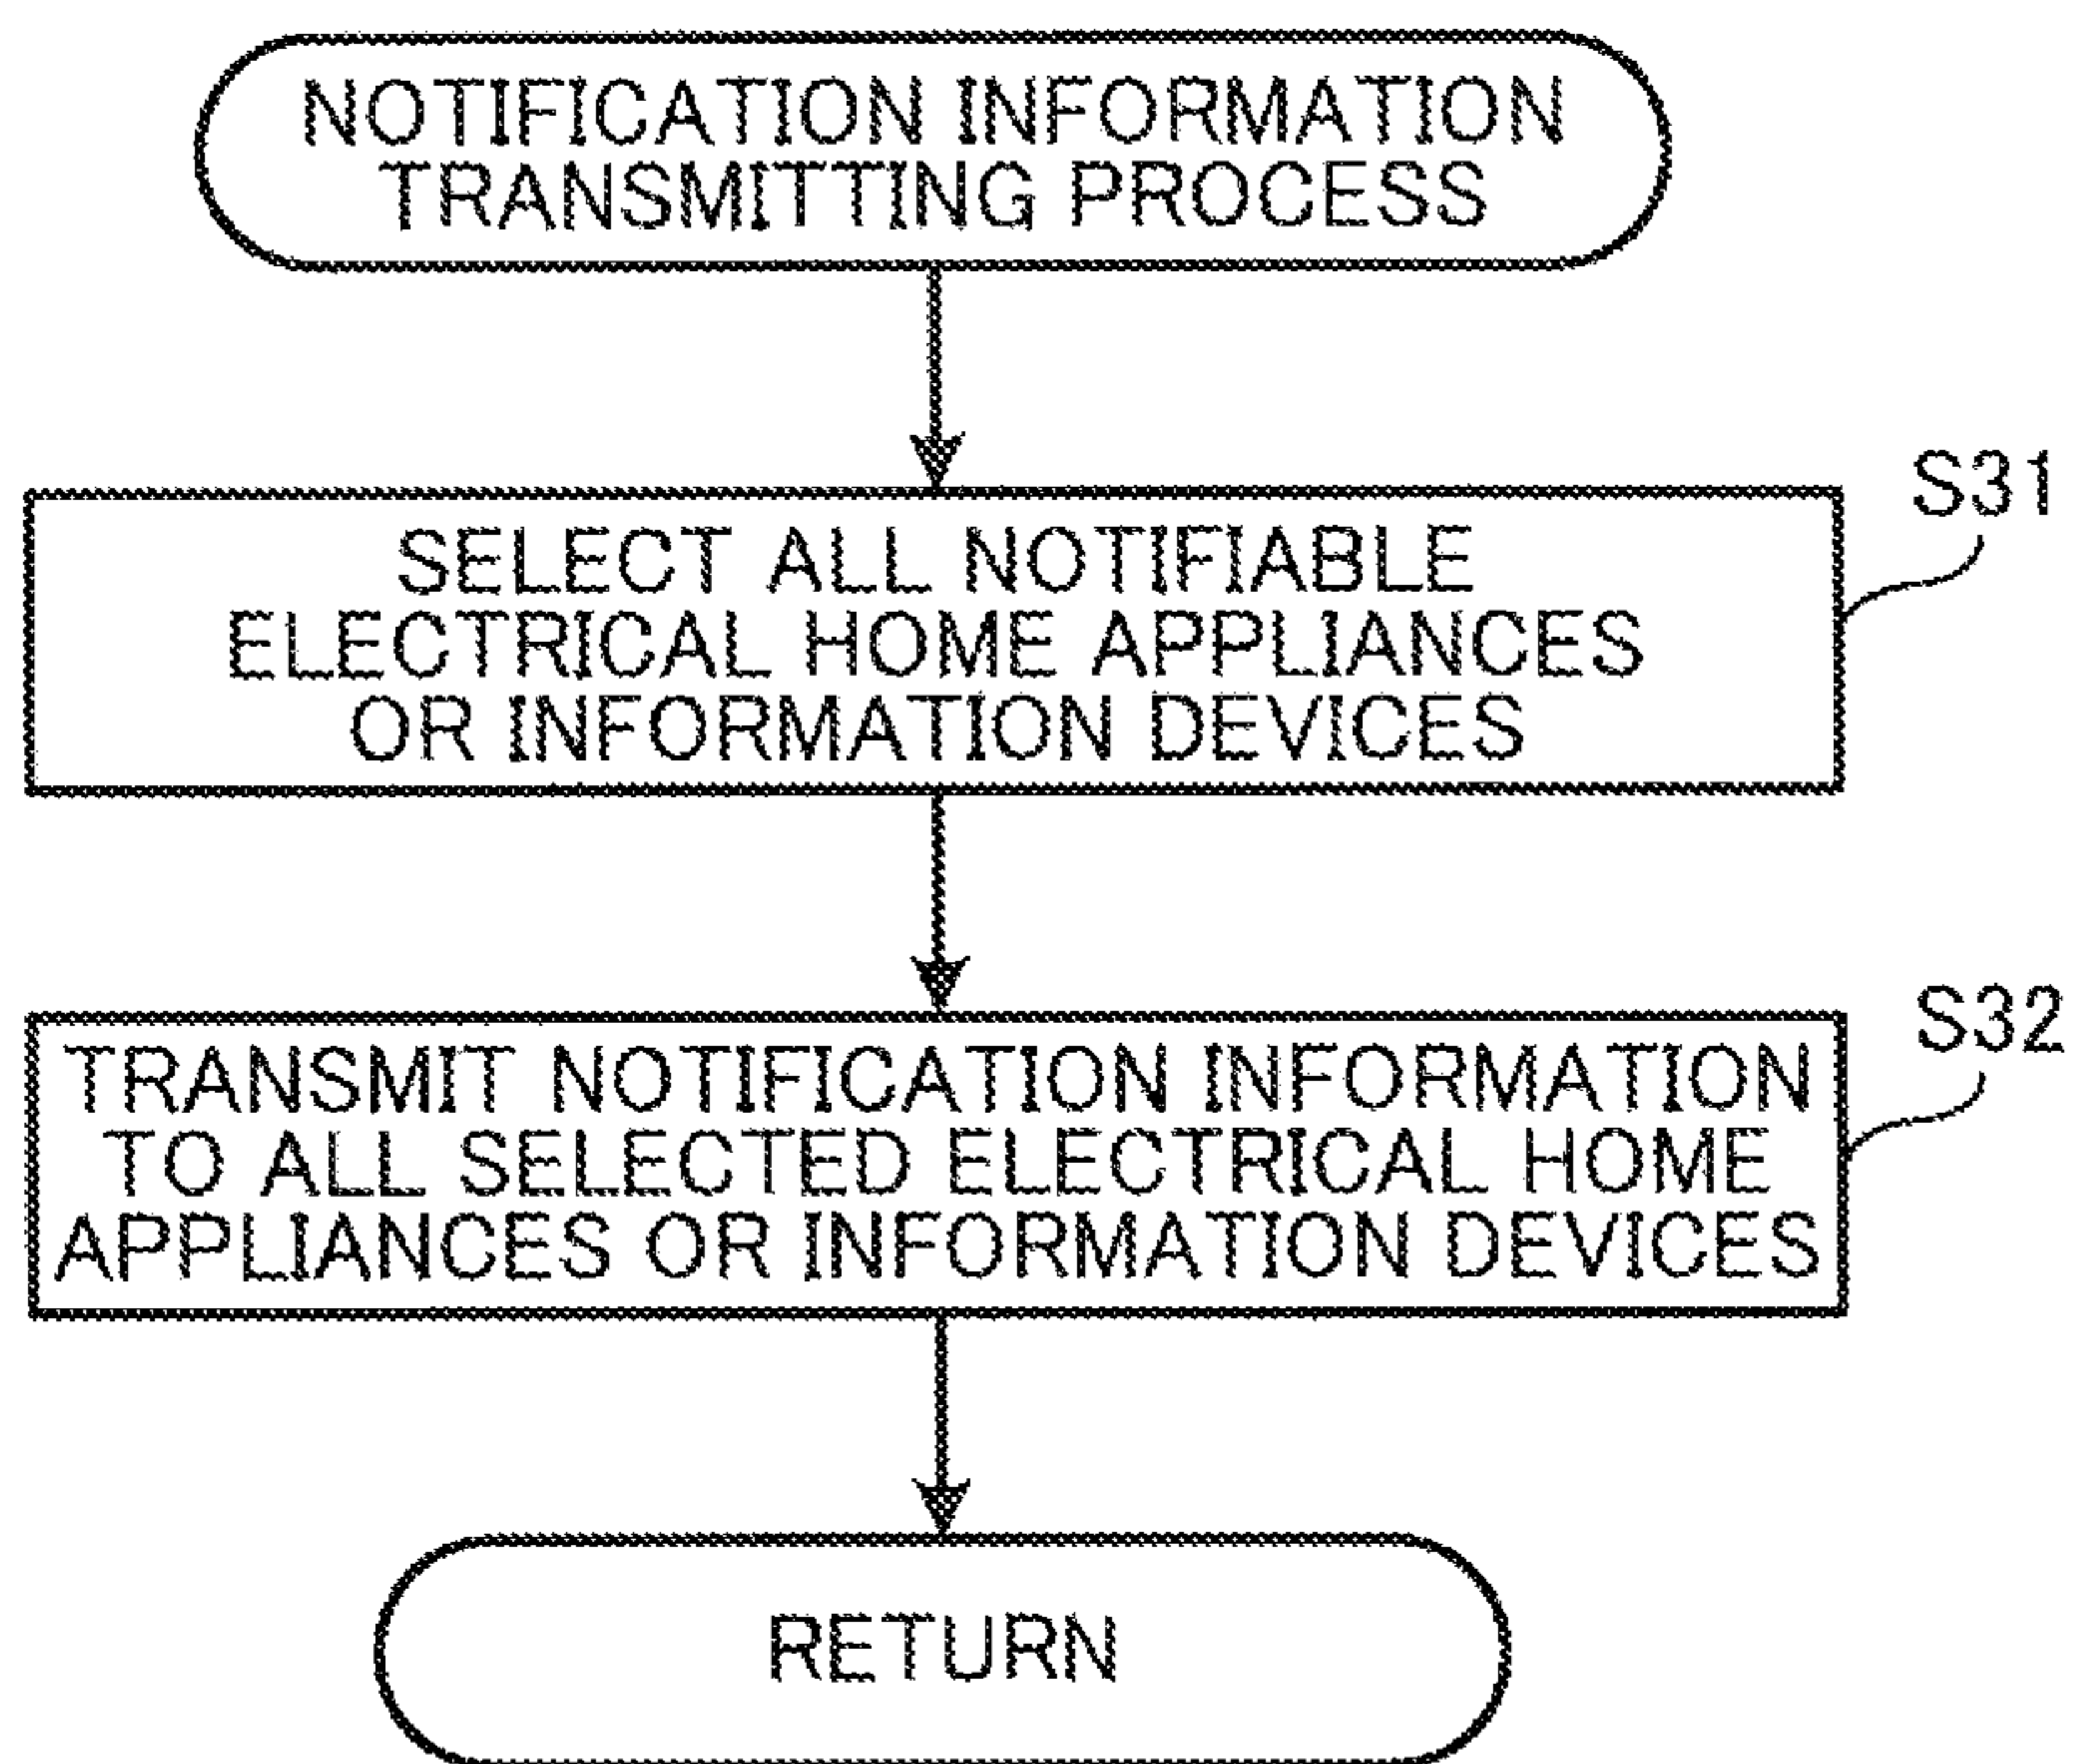 NOTIFICATION INFORMATION
TRANSMITTING PROCESS
S31
SELECT ALL NOTIFIABLE
ELECTRICAL HOME APPLIANCES
OR INFORMATION DEVICES
S32
TRANSMIT NOTIFICATION INFORMATION
TO ALL SELECTED ELECTRICAL HOME
APPLIANCES OR INFORMATION DEVICES
RETURN